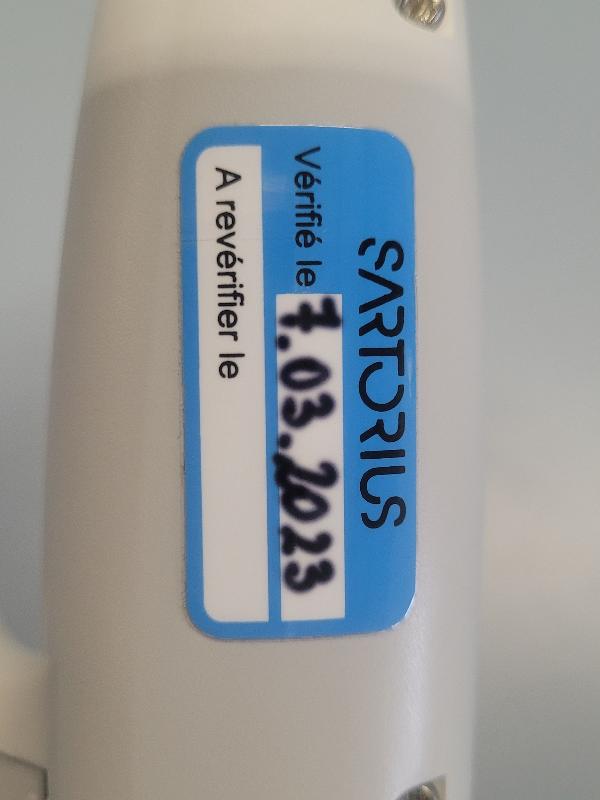 SARTORIUS
Vérifié le 7.03.2023
A revérifier le